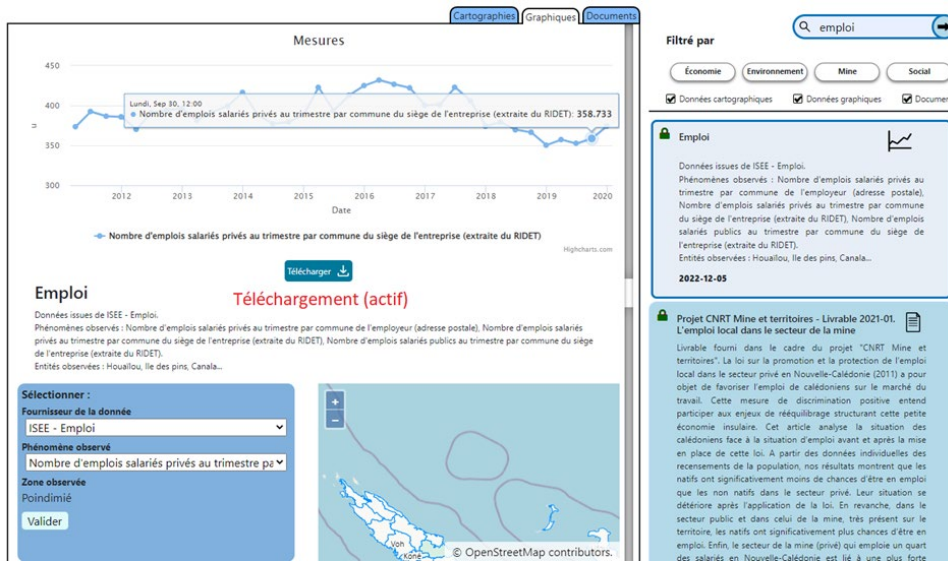 Cartographies Graphiques Documents
Mesures
450
400
350
300
u
Lundi, Sep 30, 12:00
Nombre d'emplois salariés privés au trimestre par commune du siège de l'entreprise (extraite du RIDET): 358.733
2012 2013 2014 2015 2016 2017 2018 2019 2020
Date
Nombre d'emplois salariés privés au trimestre par commune du siège de l'entreprise (extraite du RIDET)
Highcharts.com
Télécharger
Téléchargement (actif)
Emploi
Données issues de ISEE - Emploi.
Phénomènes observés : Nombre d'emplois salariés privés au trimestre par commune de l'employeur (adresse postale), Nombre d'emplois salariés
privés au trimestre par commune du siège de l'entreprise (extraite du RIDET), Nombre d'emplois salariés publics au trimestre par commune du siège
de l'entreprise (extraite du RIDET).
Entités observées : Houaïlou, Ile des pins, Canala...
Sélectionner :
Fournisseur de la donnée
ISEE - Emploi
Phénomène observé
Nombre d'emplois salariés privés au trimestre pa
Zone observée
Poindimié
Valider
+
−
Voh
Koné
© OpenStreetMap contributors.
emploi
Filtré par
Économie Environnement Mine Social
Données cartographiques Données graphiques Documen
Emploi
Données issues de ISEE - Emploi.
Phénomènes observés : Nombre d'emplois salariés privés au
trimestre par commune de l'employeur (adresse postale),
Nombre d'emplois salariés privés au trimestre par commune
du siège de l'entreprise (extraite du RIDET), Nombre d'emplois
salariés publics au trimestre par commune du siège de
l'entreprise (extraite du RIDET).
Entités observées : Houaïlou, Ile des pins, Canala...
2022-12-05
Projet CNRT Mine et territoires - Livrable 2021-01.
L'emploi local dans le secteur de la mine
Livrable fourni dans le cadre du projet "CNRT Mine et
territoires". La loi sur la promotion et la protection de l'emploi
local dans le secteur privé en Nouvelle-Calédonie (2011) a pour
objet de favoriser l'emploi de calédoniens sur le marché du
travail. Cette mesure de discrimination positive entend
participer aux enjeux de rééquilibrage structurant cette petite
économie insulaire. Cet article analyse la situation des
calédoniens face à la situation d'emploi avant et après la mise
en place de cette loi. A partir des données individuelles des
recensements de la population, nos résultats montrent que les
natifs ont significativement moins de chances d'être en emploi
que les non natifs dans le secteur privé. Leur situation se
détériore après l'application de la loi. En revanche, dans le
secteur public et dans celui de la mine, très présent sur le
territoire, les natifs ont significativement plus chances d'être en
emploi. Enfin, le secteur de la mine (privé) qui emploie un quart
des salariés en Nouvelle-Calédonie est lié à une plus forte